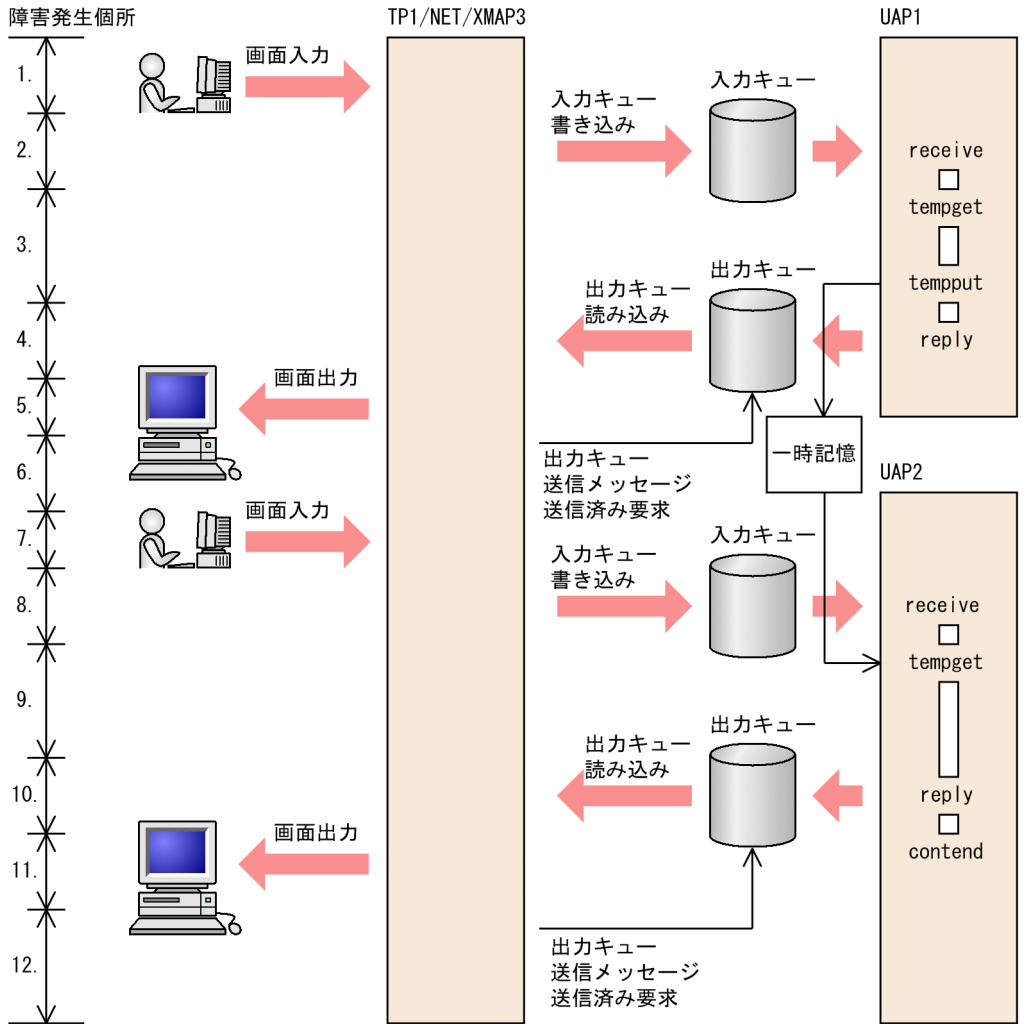 障害発生個所
TP1/NET/XMAP3
UAP1
1.
画面入力
入力キュー
書き込み
入力キュー
2.
receive
tempget
3.
出力キュー
読み込み
出力キュー
tempput
4.
reply
5.
画面出力
一時記憶
6.
出力キュー
送信メッセージ
送信済み要求
UAP2
7.
画面入力
入力キュー
書き込み
入力キュー
8.
receive
tempget
9.
出力キュー
読み込み
出力キュー
10.
reply
画面出力
contend
11.
出力キュー
送信メッセージ
送信済み要求
12.